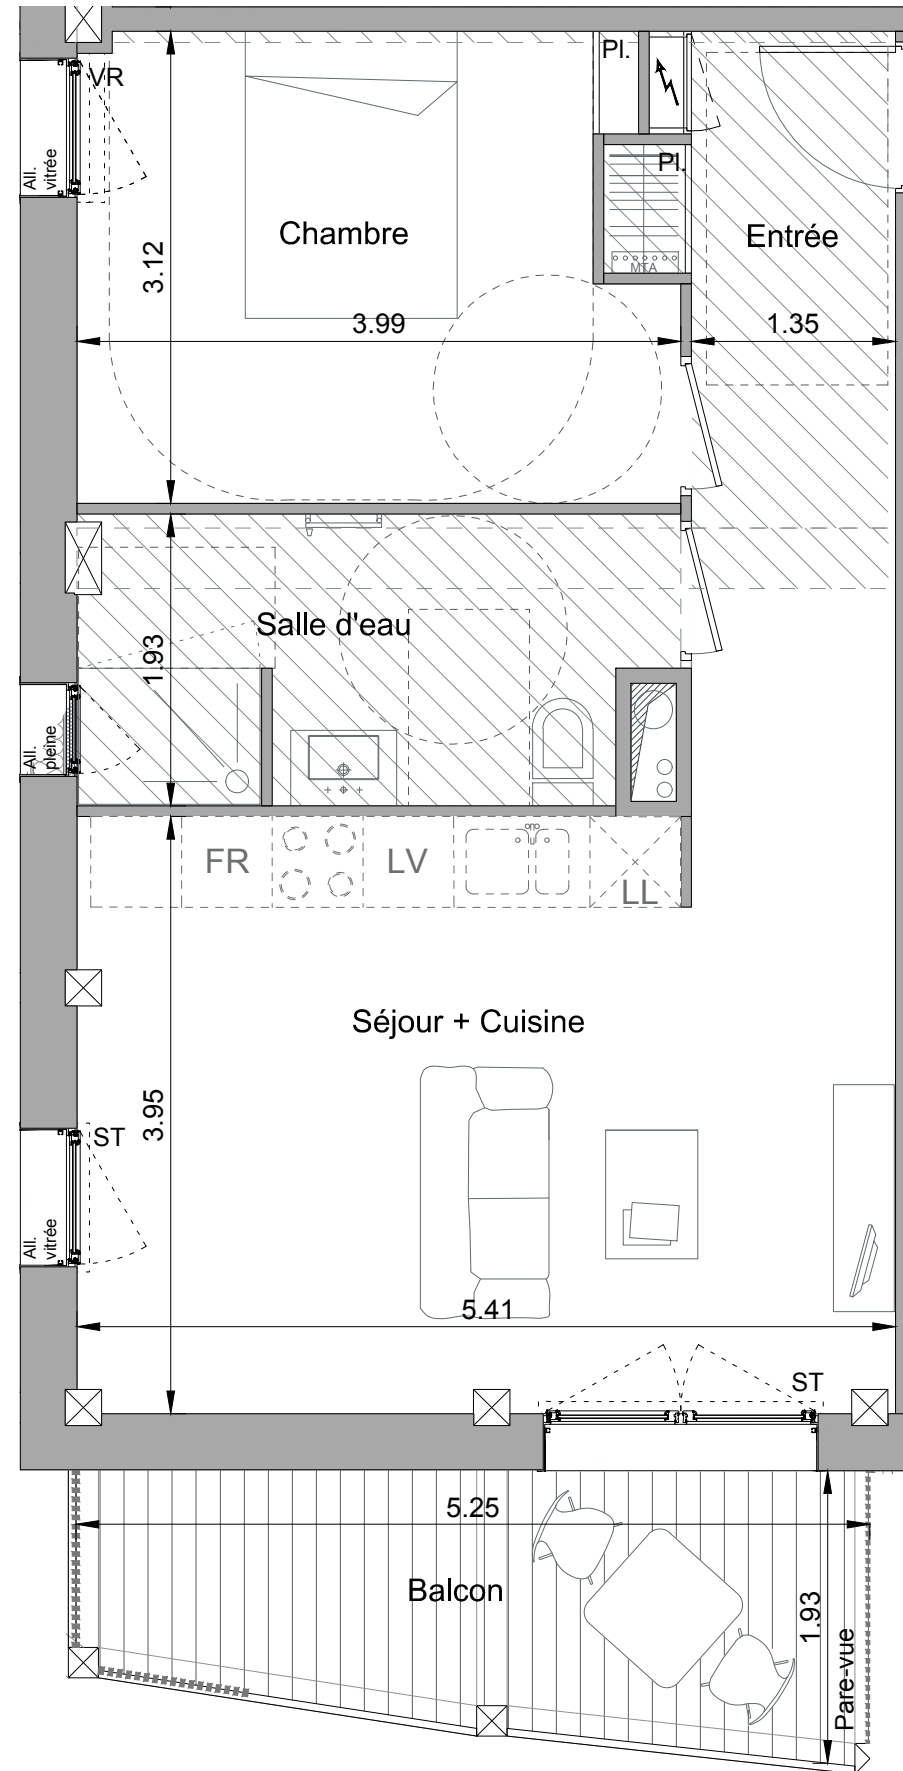 VR
Pl.
All.
vitrée
Pl.
Chambre
Entrée
3.12
MTA
3.99
1.35
Salle d'eau
1.93
All.
pleine
FR
LV
LL
Séjour + Cuisine
3.95
ST
All.
vitrée
5.41
ST
5.25
Balcon
1.93
Pare-vue